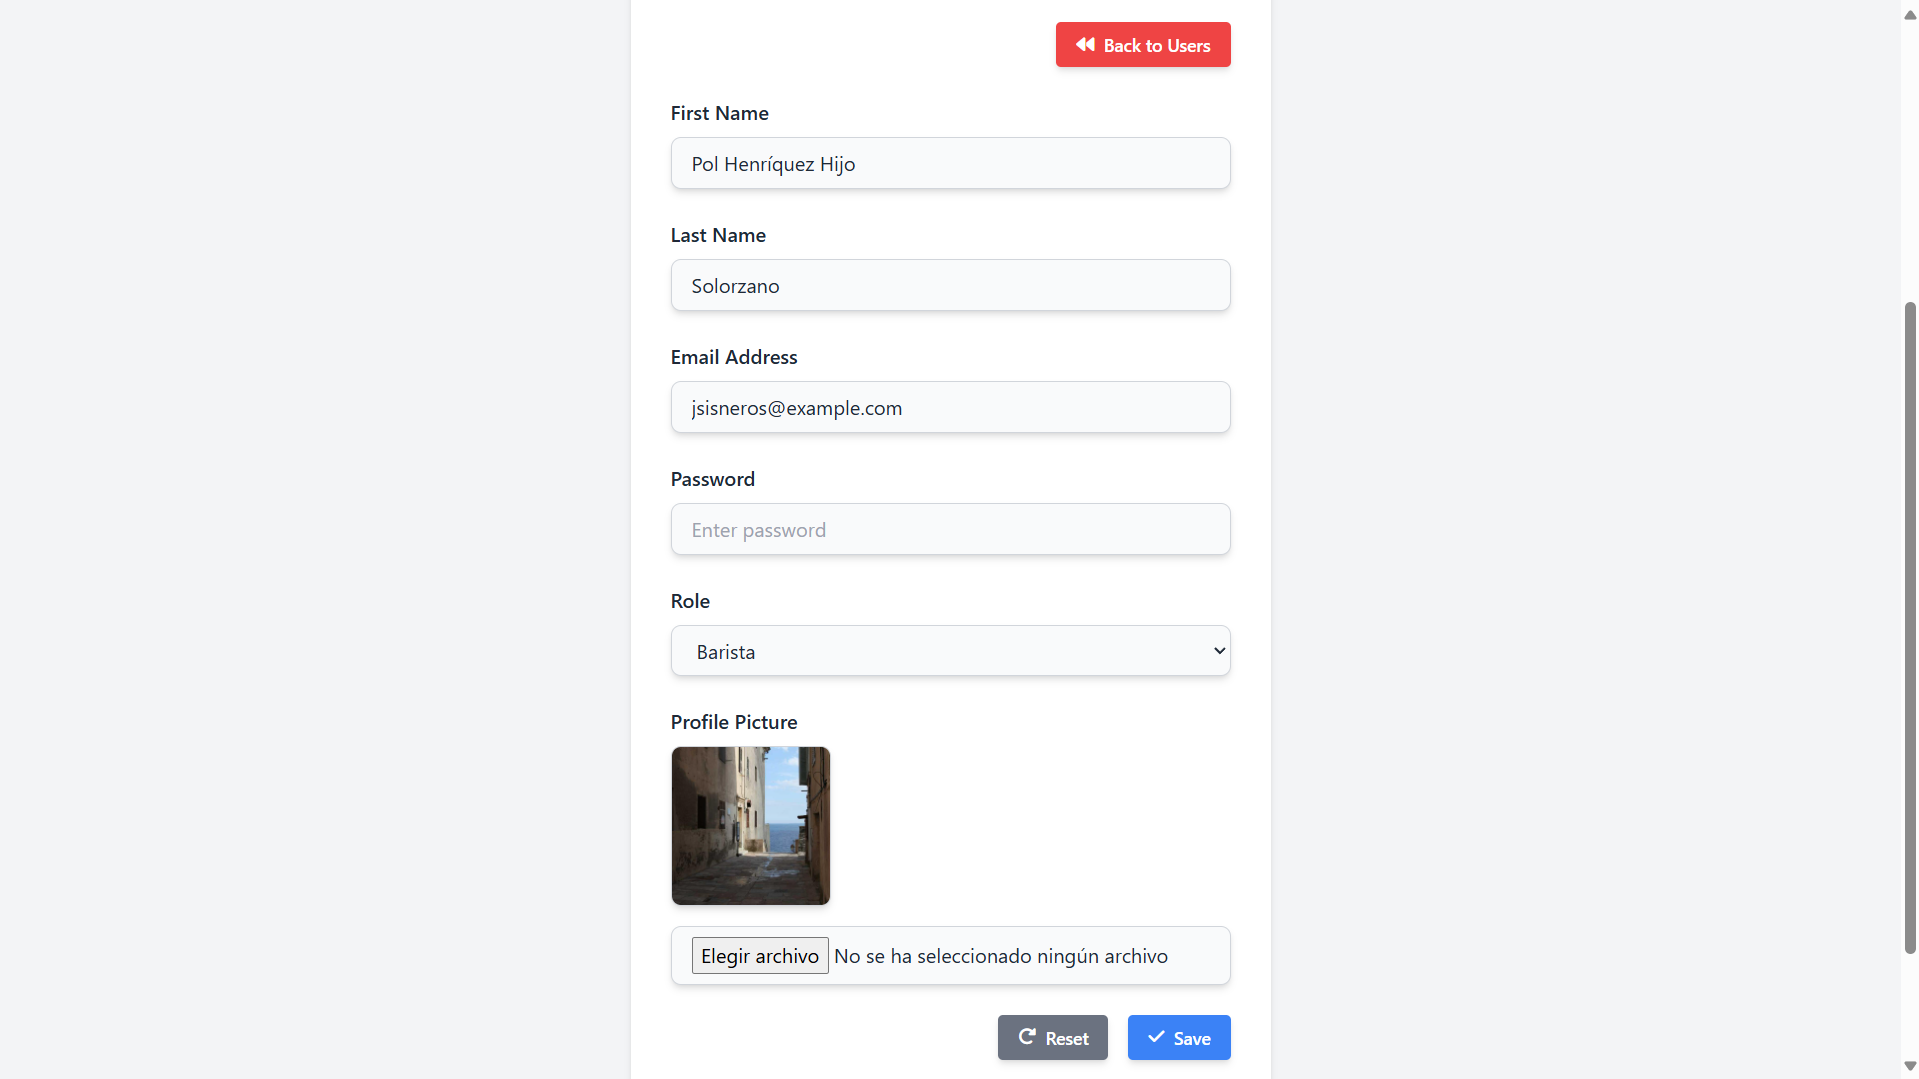 Back to Users
First Name
Pol Henríquez Hijo
Last Name
Solorzano
Email Address
jsisneros@example.com
Password
Enter password
Role
Barista
Profile Picture
Elegir archivo No se ha seleccionado ningún archivo
Reset Save